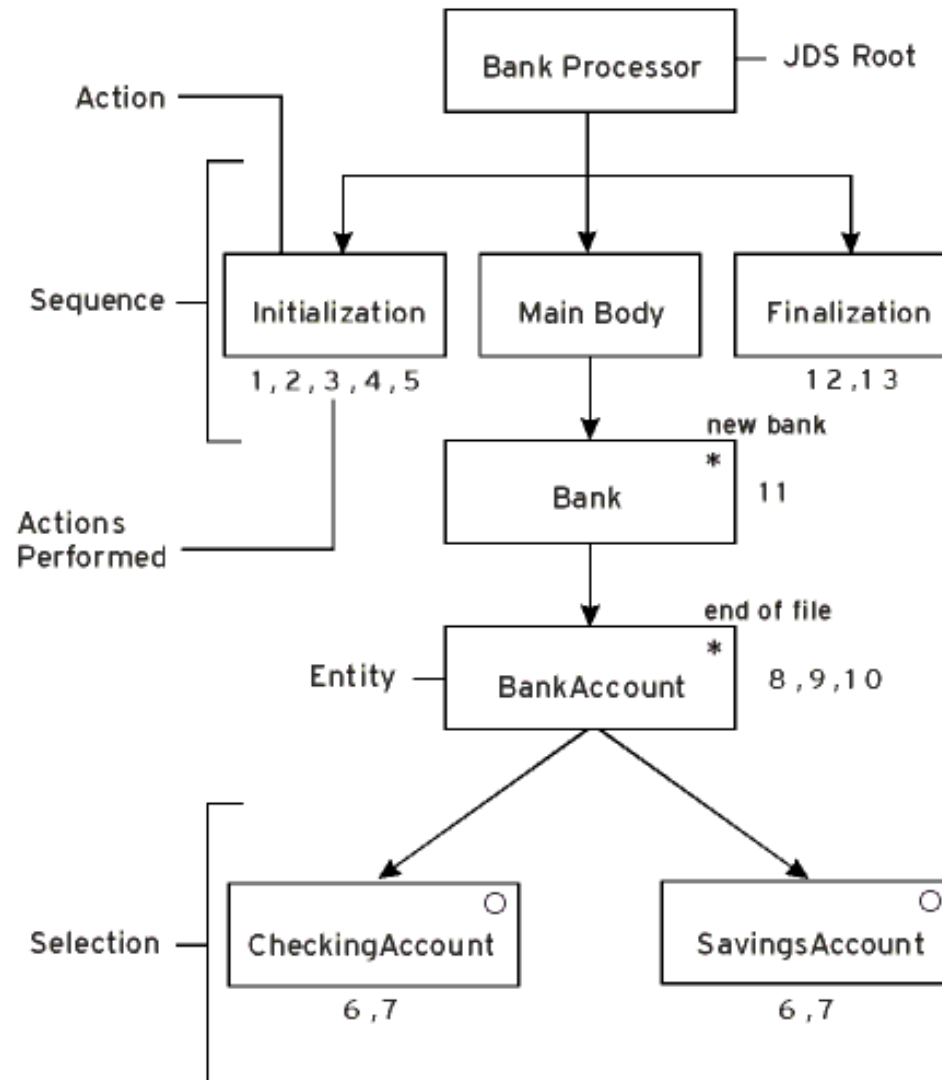 Bank Processor
JDS Root
Action
Sequence
Initialization
Main Body
Finalization
1,2,3,4,5
12,13
new bank
*
Bank
11
Actions
Performed
end of file
*
Entity
BankAccount
8,9,10
Selection
CheckingAccount
SavingsAccount
6,7
6,7